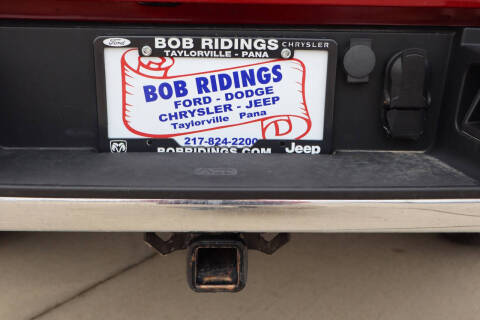 Ford BOB RIDINGS CHRYSLER
TAYLORVILLE - PANA
BOB RIDINGS
FORD - DODGE
CHRYSLER - JEEP
Taylorville Pana
D
217-824-2200
BOBRIDINGS.COM Jeep